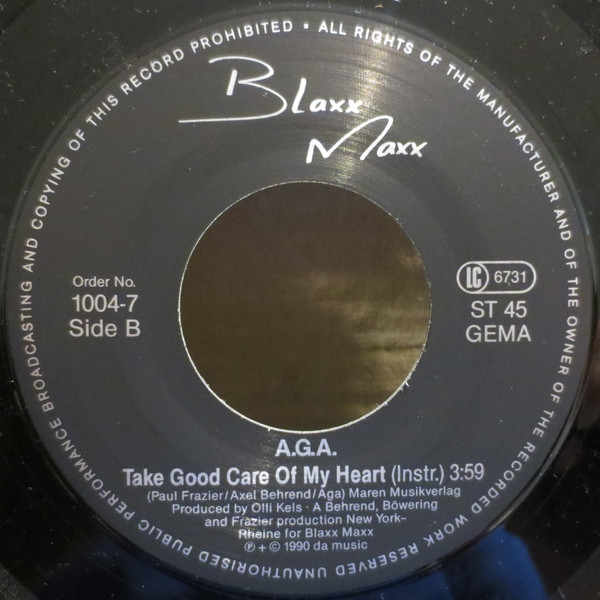 ALL RIGHTS OF THE MANUFACTURER AND OF THE OWNER OF THE RECORDED WORK RESERVED UNAUTHORISED PUBLIC PERFORMANCE BROADCASTING AND COPYING OF THIS RECORD PROHIBITED •
Blaxx
Maxx
Order No.
1004-7
Side B
LC 6731
ST 45
GEMA
A.G.A.
Take Good Care Of My Heart (Instr.) 3:59
(Paul Frazier/Axel Behrend/Aga) Maren Musikverlag
Produced by Olli Kels · A Behrend, Böwering
and Frazier production New York–
Rheine for Blaxx Maxx
℗ + © 1990 da music